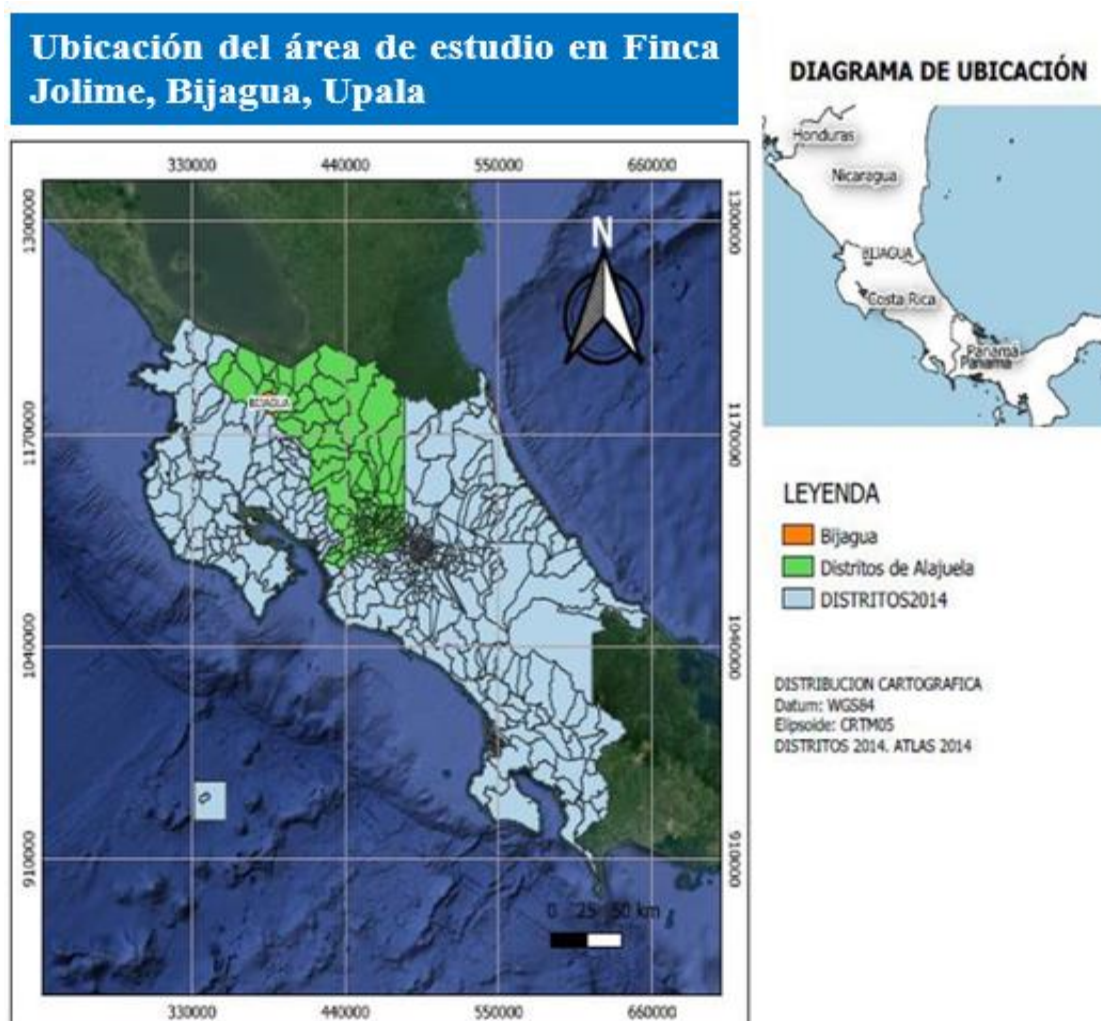 Ubicación del área de estudio en Finca
Jolime, Bijagua, Upala
DIAGRAMA DE UBICACIÓN
Honduras
Nicaragua
BIJAGUA
Costa Rica
Panamá
Panama
330000 440000 550000 660000
1300000 1300000
N
BIJAGUA
1170000 1170000
1040000 1040000
910000 910000
0 25 50 km
330000 440000 550000 660000
LEYENDA
Bijagua
Distritos de Alajuela
DISTRITOS2014
DISTRIBUCION CARTOGRAFICA
Datum: WGS84
Elipsoide: CRTM05
DISTRITOS 2014. ATLAS 2014